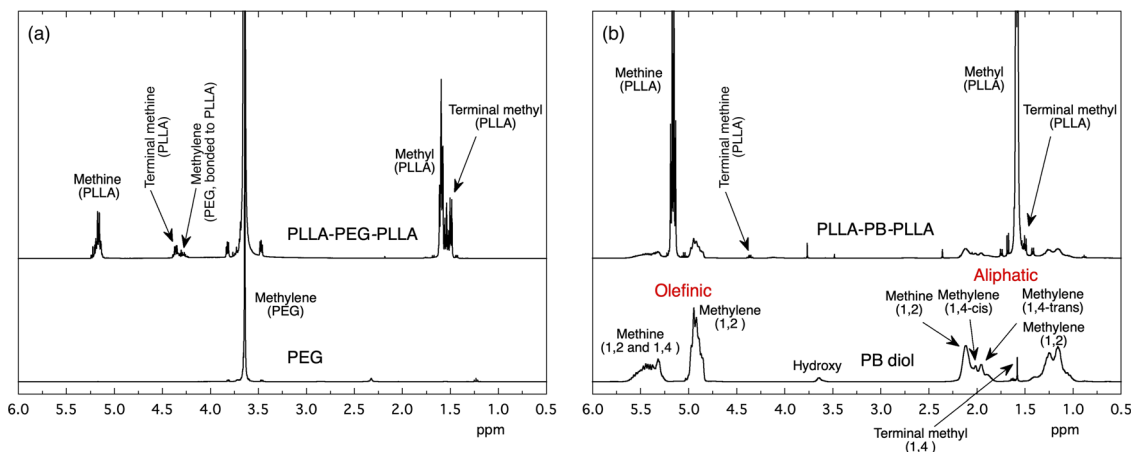 (a)
Methine
(PLLA)
Terminal methine
(PLLA)
Methylene
(PEG, bonded to PLLA)
Methyl
(PLLA)
Terminal methyl
(PLLA)
PLLA-PEG-PLLA
Methylene
(PEG)
PEG
6.0 5.5 5.0 4.5 4.0 3.5 3.0 2.5 2.0 1.5 1.0 0.5
ppm
(b)
Methine
(PLLA)
Terminal methine
(PLLA)
Methyl
(PLLA)
Terminal methyl
(PLLA)
PLLA-PB-PLLA
Olefinic
Aliphatic
Methine
(1,2 and 1,4 )
Methylene
(1,2 )
Hydroxy
PB diol
Methine
(1,2)
Methylene
(1,4-cis)
Methylene
(1,4-trans)
Methylene
(1,2)
6.0 5.5 5.0 4.5 4.0 3.5 3.0 2.5 2.0 1.5 1.0 0.5
Terminal methyl
(1,4 )
ppm